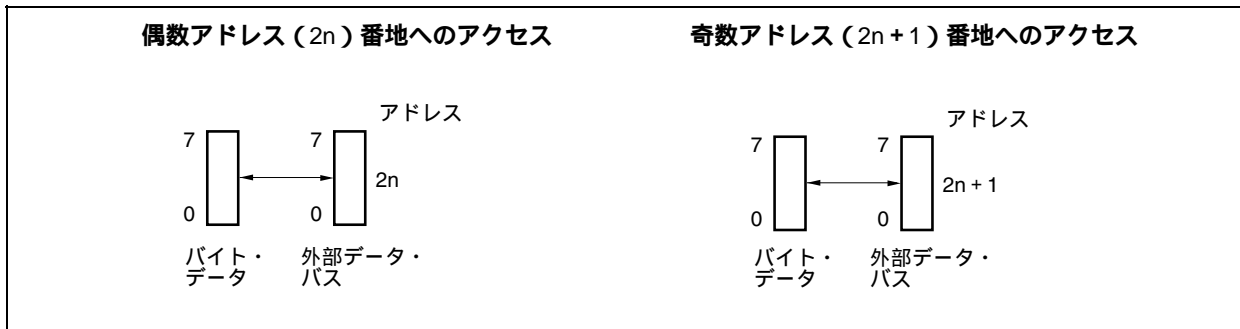 偶数アドレス（2n）番地へのアクセス
アドレス
7
7
2n
0
0
バイト・
データ
外部データ・
バス
奇数アドレス（2n＋1）番地へのアクセス
アドレス
7
7
2n + 1
0
0
バイト・
データ
外部データ・
バス